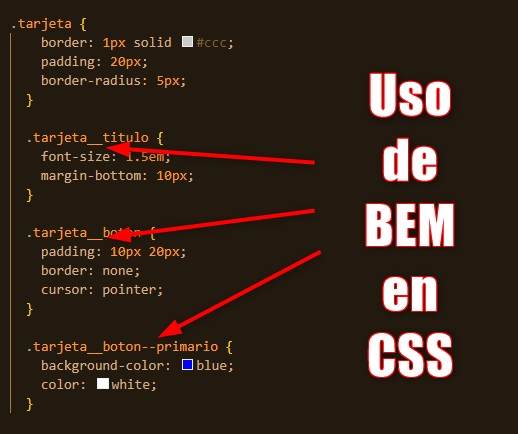 .tarjeta {
border: 1px solid #ccc;
padding: 20px;
border-radius: 5px;
}
.tarjeta__titulo {
font-size: 1.5em;
margin-bottom: 10px;
}
.tarjeta__boton {
padding: 10px 20px;
border: none;
cursor: pointer;
}
.tarjeta__boton--primario {
background-color: blue;
color: white;
}
Uso
de
BEM
en
CSS